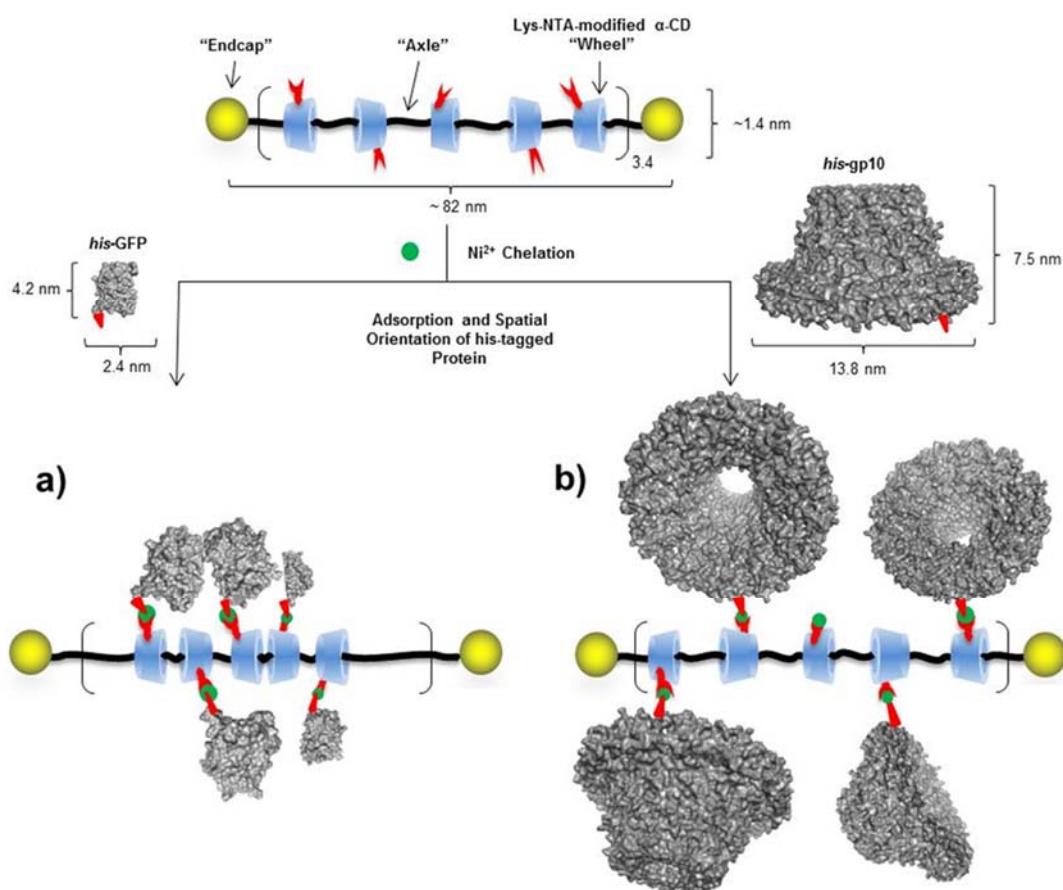 Lys-NTA-modified α-CD
“Endcap”
“Axle”
“Wheel”
~1.4 nm
3.4
~ 82 nm
his-gp10
his-GFP
Ni²⁺ Chelation
7.5 nm
4.2 nm
Adsorption and Spatial
Orientation of his-tagged
Protein
2.4 nm
13.8 nm
a)
b)